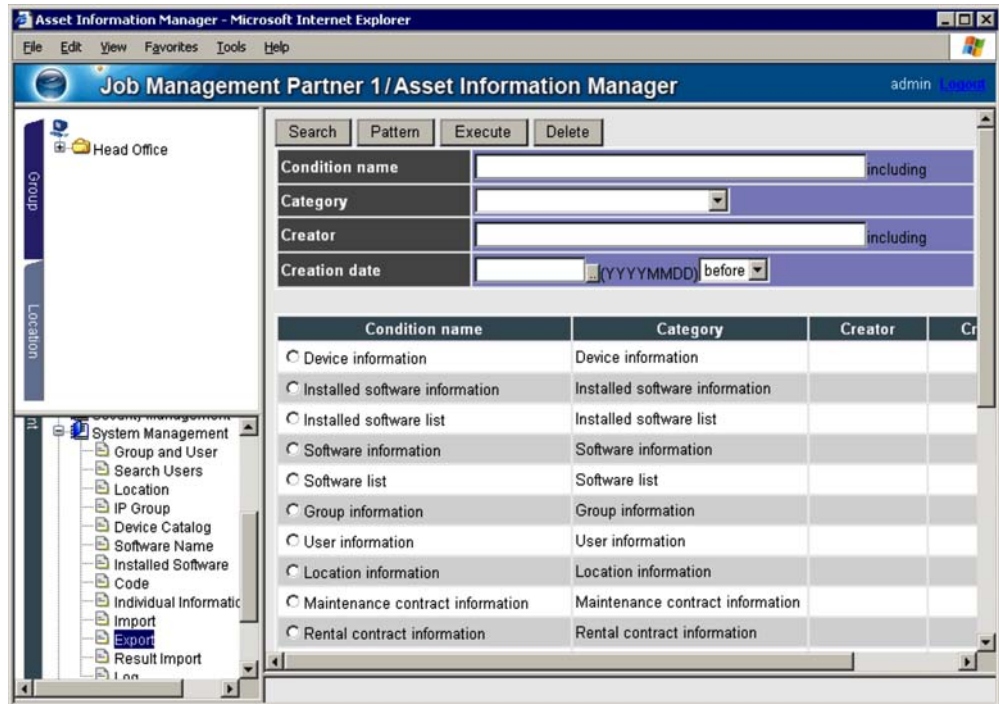 Asset Information Manager - Microsoft Internet Explorer
File Edit View Favorites Tools Help
Job Management Partner 1/Asset Information Manager
admin Logout
Group
Location
Head Office
Search Pattern Execute Delete
Condition name including
Category
Creator including
Creation date ...(YYYYMMDD) before
Condition name Category Creator Cr
Device information Device information
Installed software information Installed software information
Installed software list Installed software list
Software information Software information
Software list Software list
Group information Group information
User information User information
Location information Location information
Maintenance contract information Maintenance contract information
Rental contract information Rental contract information
nt
Security Management
System Management
Group and User
Search Users
Location
IP Group
Device Catalog
Software Name
Installed Software
Code
Individual Informatic
Import
Export
Result Import
Log